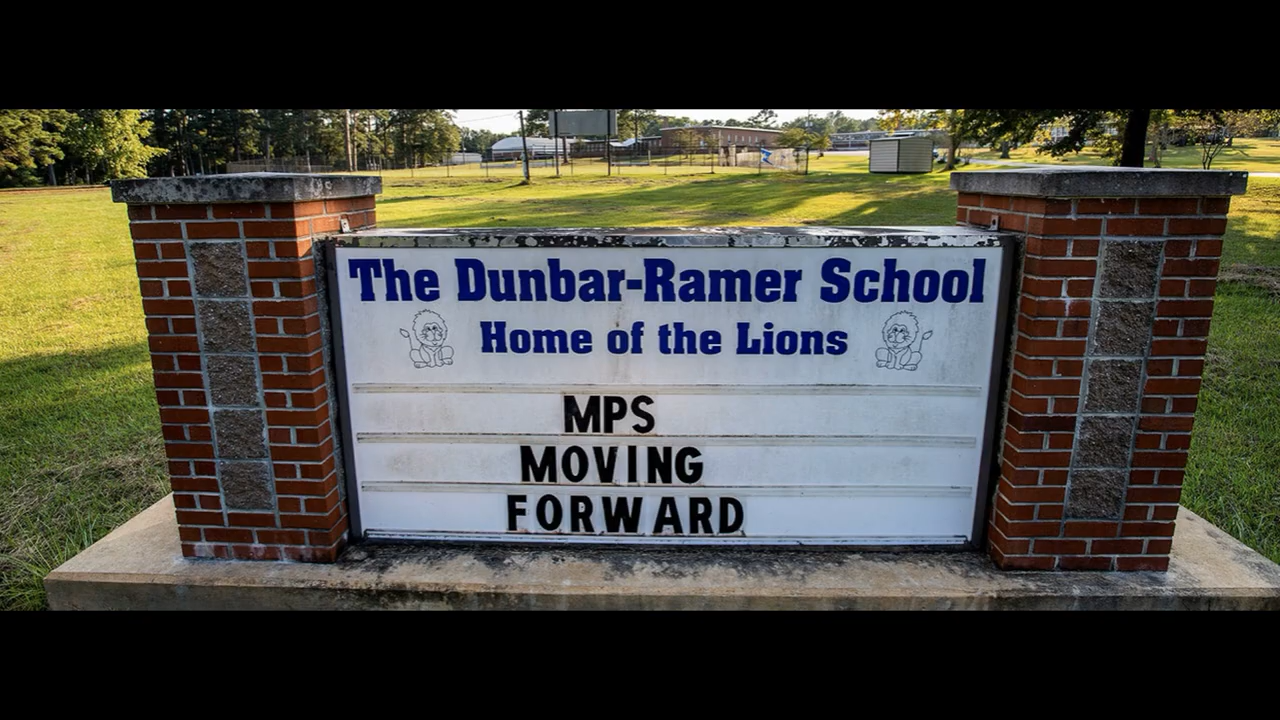 The Dunbar-Ramer School
Home of the Lions
MPS
MOVING
FORWARD